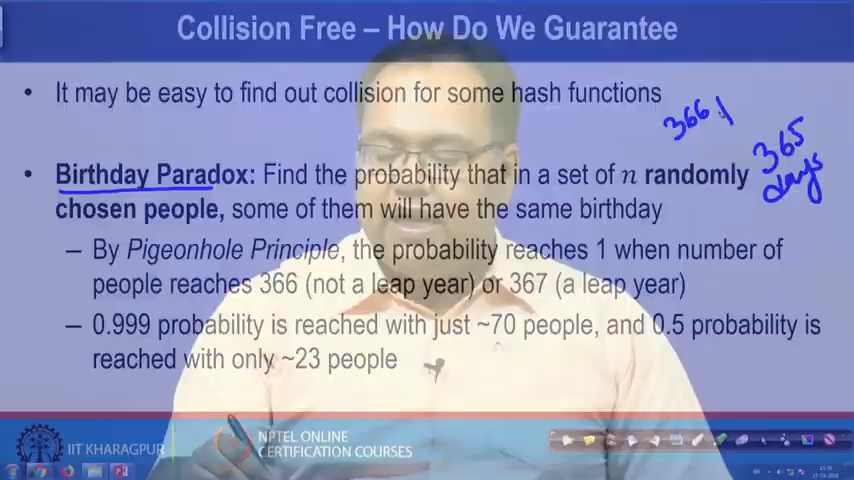 Collision Free – How Do We Guarantee
• It may be easy to find out collision for some hash functions
366
365
days
• Birthday Paradox: Find the probability that in a set of n randomly
chosen people, some of them will have the same birthday
– By Pigeonhole Principle, the probability reaches 1 when number of
people reaches 366 (not a leap year) or 367 (a leap year)
– 0.999 probability is reached with just ~70 people, and 0.5 probability is
reached with only ~23 people
IIT KHARAGPUR
NPTEL ONLINE
CERTIFICATION COURSES